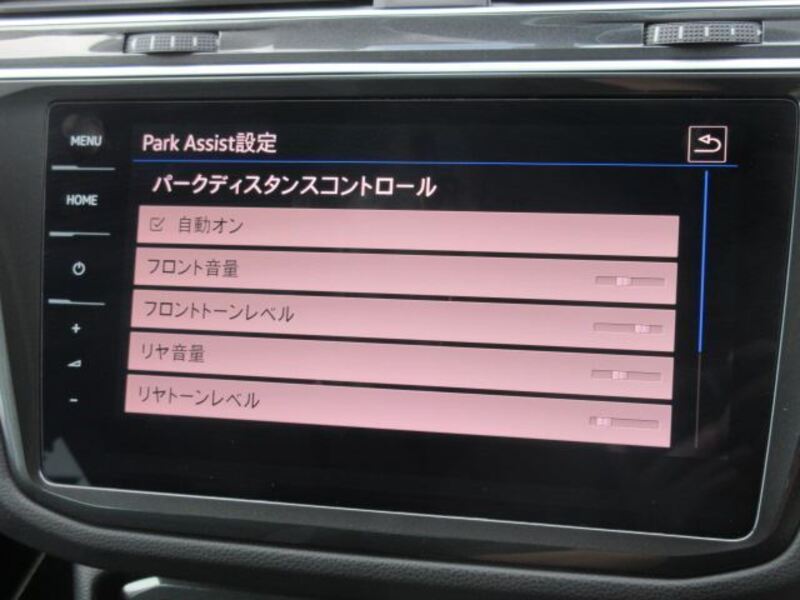 MENU
HOME
Park Assist設定
パークディスタンスコントロール
自動オン
フロント音量
フロントトーンレベル
リヤ音量
リヤトーンレベル